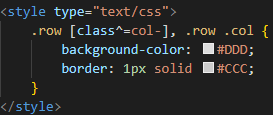 <style type="text/css">
    .row [class^=col-], .row .col {
        background-color: #DDD;
        border: 1px solid #CCC;
    }
</style>